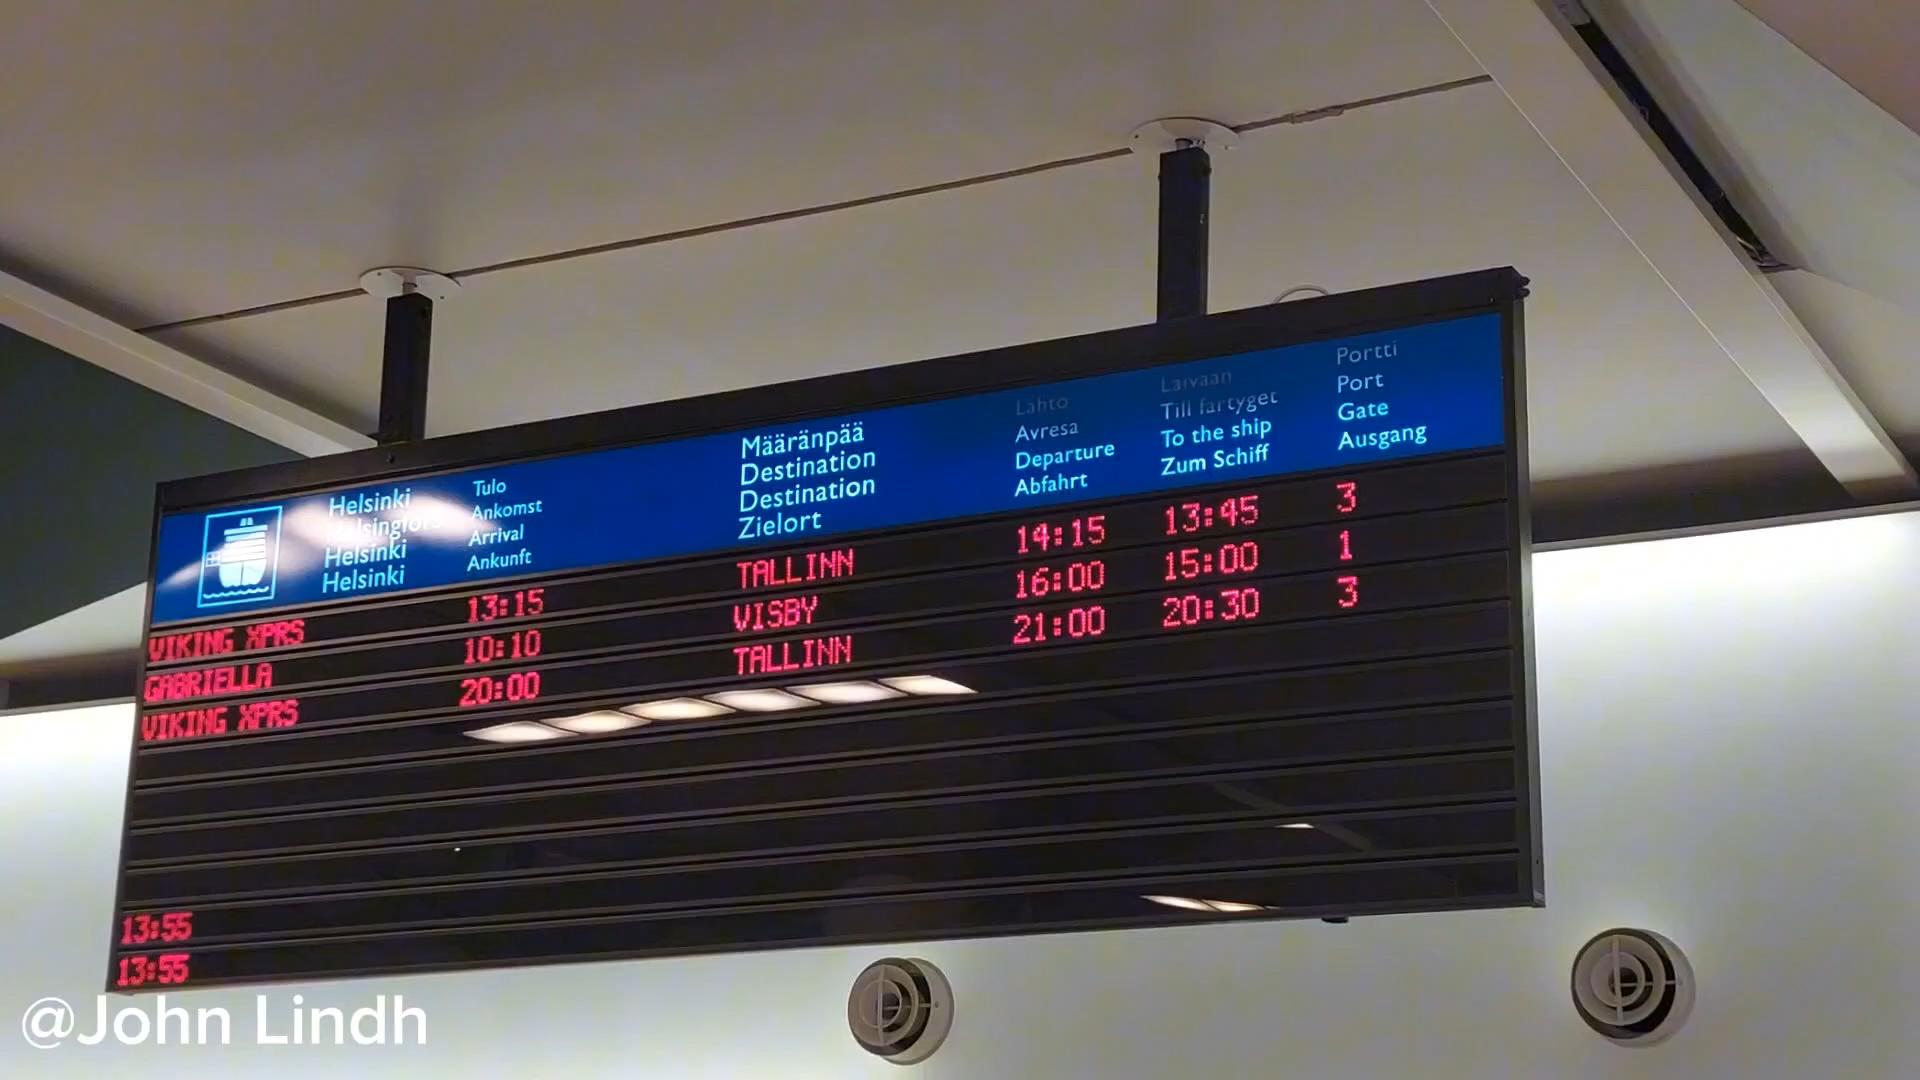 Helsinki
Helsingfors
Helsinki
Helsinki
Tulo
Ankomst
Arrival
Ankunft
Määränpää
Destination
Destination
Zielort
Lähtö
Avresa
Departure
Abfahrt
Laivaan
Till fartyget
To the ship
Zum Schiff
Portti
Port
Gate
Ausgang
VIKING XPRS 13:15 TALLINN 14:15 13:45 3
GABRIELLA 10:10 VISBY 16:00 15:00 1
VIKING XPRS 20:00 TALLINN 21:00 20:30 3
13:55
13:55
@John Lindh